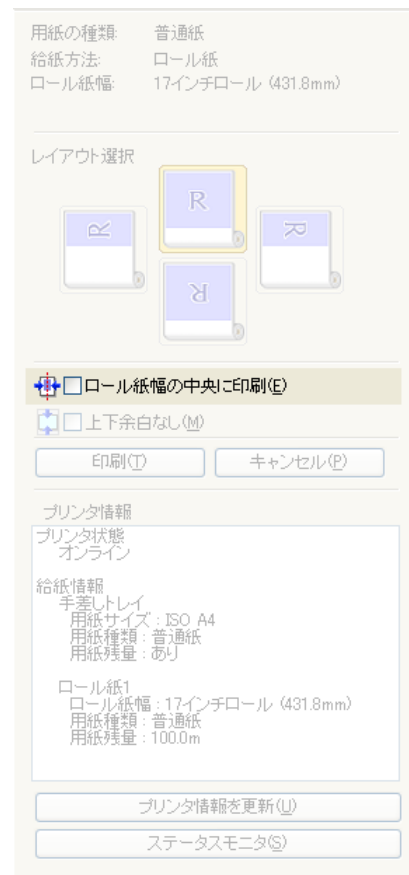 用紙の種類: 普通紙
給紙方法: ロール紙
ロール紙幅: 17インチロール (431.8mm)
レイアウト選択
R
R
R
R
ロール紙幅の中央に印刷(E)
上下余白なし(M)
印刷(T) キャンセル(P)
プリンタ情報
プリンタ状態
オンライン
給紙情報
手差しトレイ
用紙サイズ : ISO A4
用紙種類 : 普通紙
用紙残量 : あり
ロール紙1
ロール紙幅 : 17インチロール (431.8mm)
用紙種類 : 普通紙
用紙残量 : 100.0m
プリンタ情報を更新(U)
ステータスモニタ(S)